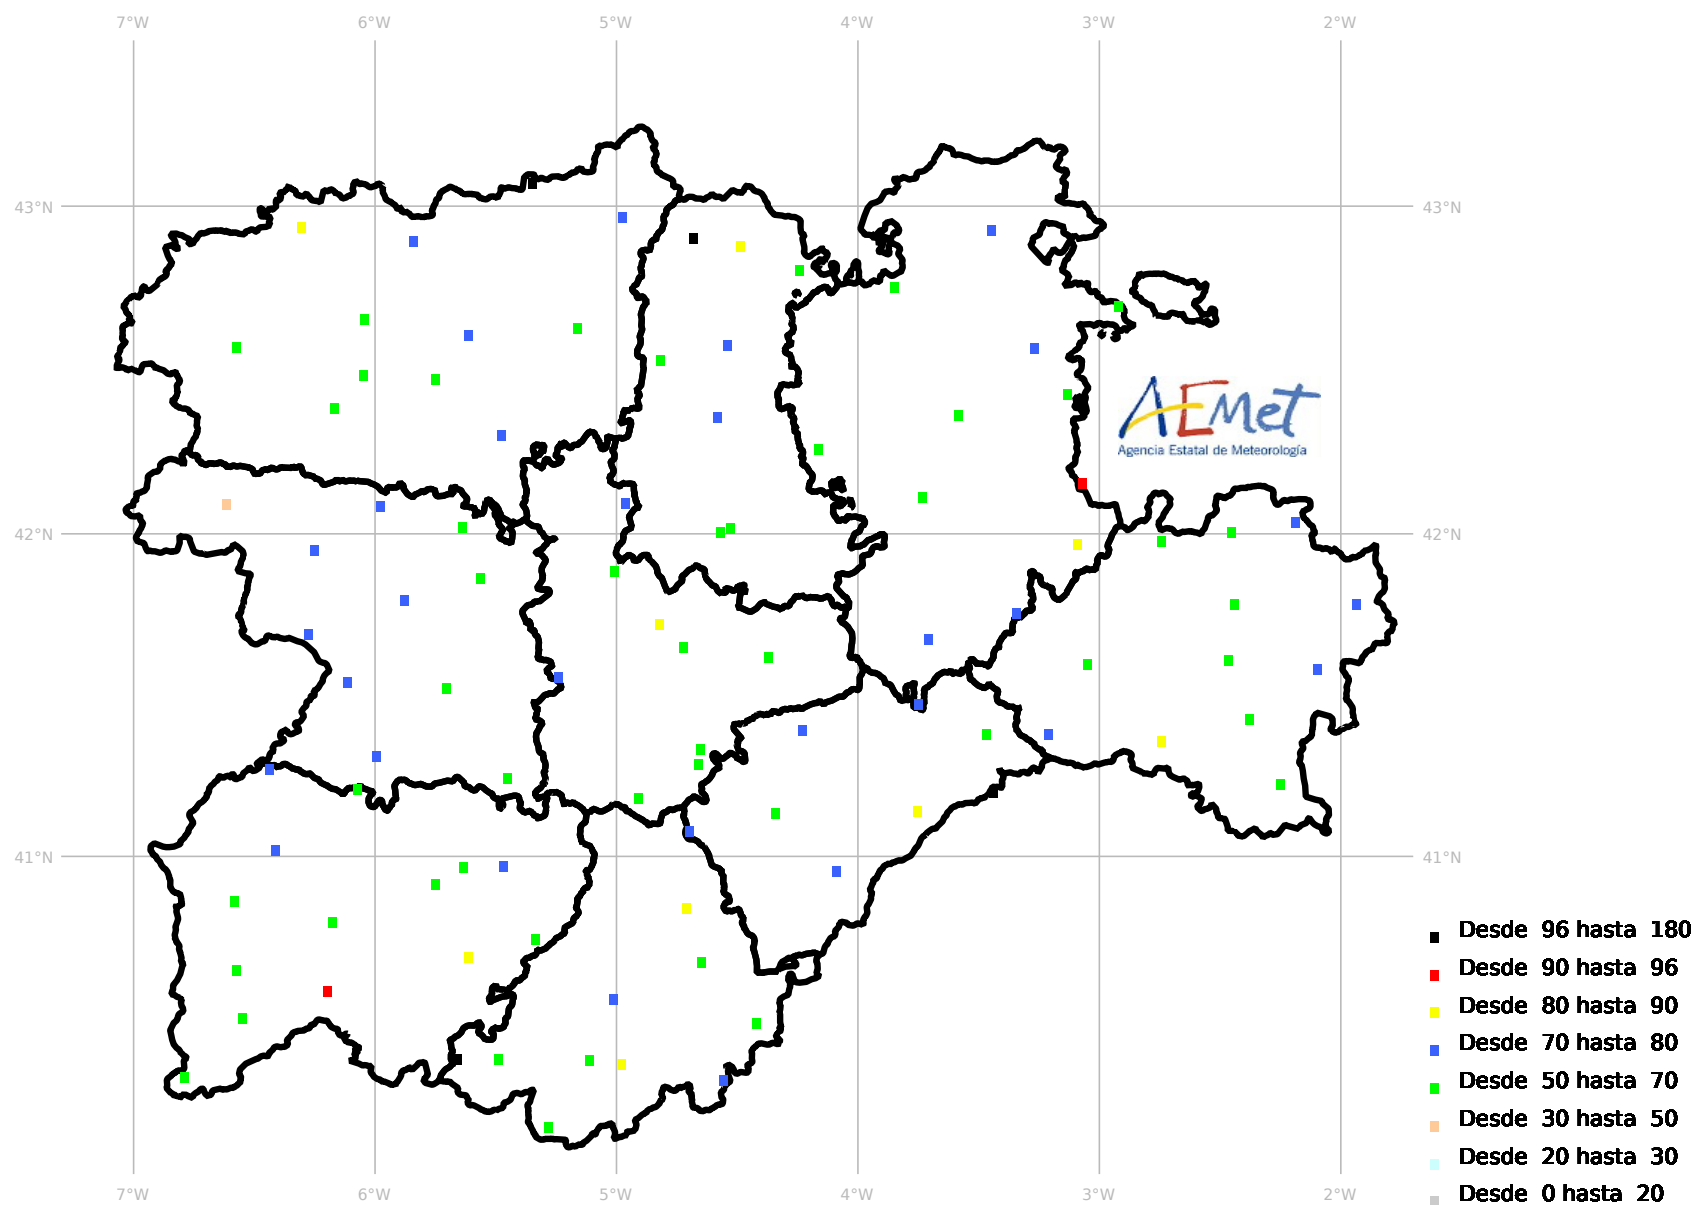 7°W 6°W 5°W 4°W 3°W 2°W
43°N 43°N
AEMet
Agencia Estatal de Meteorología
42°N 42°N
41°N 41°N
Desde 96 hasta 180
Desde 90 hasta 96
Desde 80 hasta 90
Desde 70 hasta 80
Desde 50 hasta 70
Desde 30 hasta 50
Desde 20 hasta 30
Desde 0 hasta 20
7°W 6°W 5°W 4°W 3°W 2°W